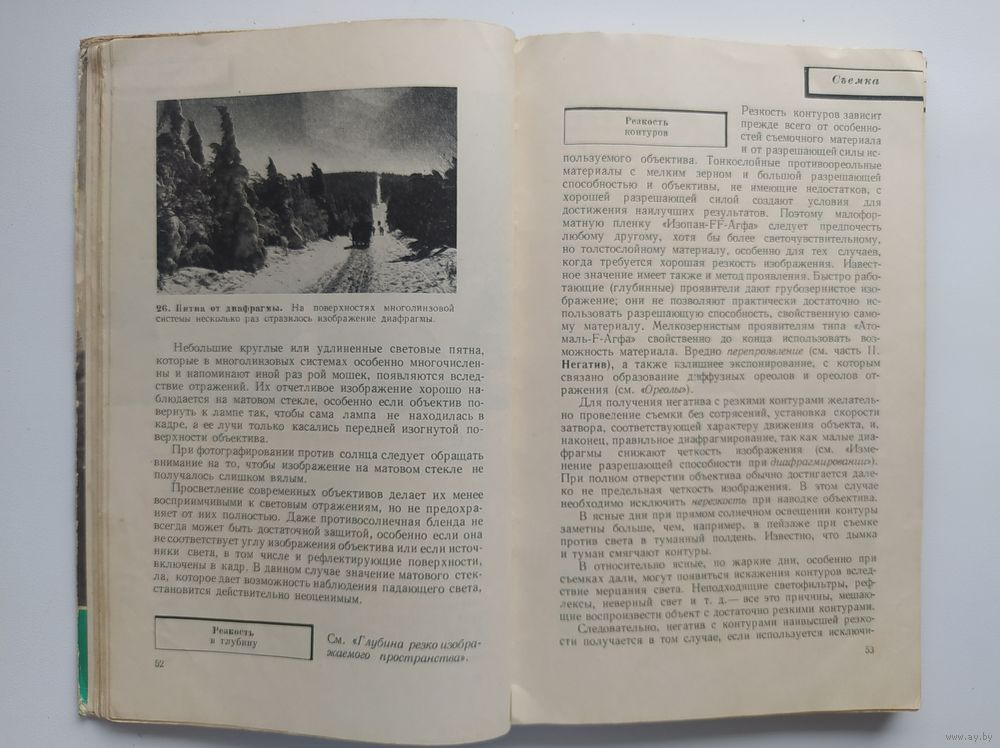 26. Пятна от диафрагмы. На поверхностях многолинзовой
системы несколько раз отразилось изображение диафрагмы.
Небольшие круглые или удлиненные световые пятна,
которые в многолинзовых системах особенно многочислен-
ны и напоминают иной раз рой мошек, появляются вслед-
ствие отражений. Их отчетливое изображение хорошо на-
блюдается на матовом стекле, особенно если объектив по-
вернуть к лампе так, чтобы сама лампа не находилась в
кадре, а ее лучи только касались передней изогнутой по-
верхности объектива.
При фотографировании против солнца следует обращать
внимание на то, чтобы изображение на матовом стекле не
получалось слишком вялым.
Просветление современных объективов делает их менее
восприимчивыми к световым отражениям, но не предохра-
няет от них полностью. Даже противосолнечная бленда не
всегда может быть достаточной защитой, особенно если она
не соответствует углу изображения объектива или если источ-
ники света, в том числе и рефлектирующие поверхности,
включены в кадр. В данном случае значение матового стек-
ла, которое дает возможность наблюдения падающего света,
становится действительно неоценимым.
Резкость
в глубину
См. «Глубина резко изобра-
жаемого пространства».
52
Съемка
Резкость
контуров
Резкость контуров зависит
прежде всего от особенно-
стей съемочного материала
и от разрешающей силы ис-
пользуемого объектива. Тонкослойные противоореольные
материалы с мелким зерном и большой разрешающей
способностью и объективы, не имеющие недостатков, с
хорошей разрешающей силой создают условия для
достижения наилучших результатов. Поэтому малофор-
матную пленку «Изопан-FF-Агфа» следует предпочесть
любому другому, хотя бы более светочувствительному,
но толстослойному материалу, особенно для тех случаев,
когда требуется хорошая резкость изображения. Извест-
ное значение имеет также и метод проявления. Быстро рабо-
тающие (глубинные) проявители дают грубозернистое изо-
бражение; они не позволяют практически достаточно ис-
пользовать разрешающую способность, свойственную само-
му материалу. Мелкозернистым проявителям типа «Ато-
маль-F-Агфа» свойственно до конца использовать воз-
можность материала. Вредно перепроявление (см. часть II.
Негатив), а также излишнее экспонирование, с которым
связано образование диффузных ореолов и ореолов от-
ражения (см. «Ореолы»).
Для получения негатива с резкими контурами желатель-
но проведение съемки без сотрясений, установка скорости
затвора, соответствующей характеру движения объекта, и,
наконец, правильное диафрагмирование, так как малые диа-
фрагмы снижают четкость изображения (см. «Изме-
нение разрешающей способности при диафрагмировании»).
При полном отверстии объектива обычно достигается дале-
ко не предельная четкость изображения. В этом случае
необходимо исключить нерезкость при наводке объектива.
В ясные дни при прямом солнечном освещении контуры
заметны больше, чем, например, в пейзаже при съемке
против света в туманный полдень. Известно, что дымка
и туман смягчают контуры.
В относительно ясные, но жаркие дни, особенно при
съемках дали, могут появиться искажения контуров вслед-
ствие мерцания света. Неподходящие светофильтры, реф-
лексы, неверный свет и т. д.— все это причины, мешаю-
щие воспроизвести объект с достаточно резкими контурами.
Следовательно, негатив с контурами наивысшей резко-
сти получается в том случае, если используется исключи-
53
www.ay.by